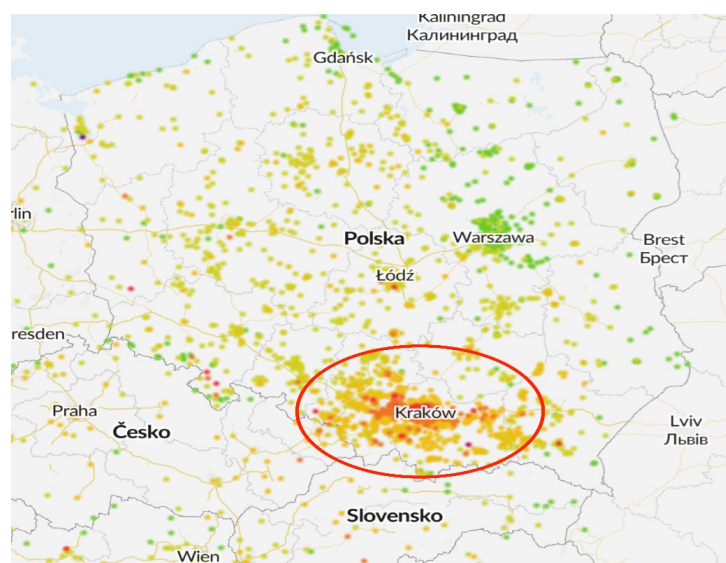 Kaliningrad
Калининград
Gdańsk
rlin
Polska
Warszawa
Brest
Брест
Łódź
resden
Praha
Kraków
Česko
Lviv
Львів
Slovensko
Wien